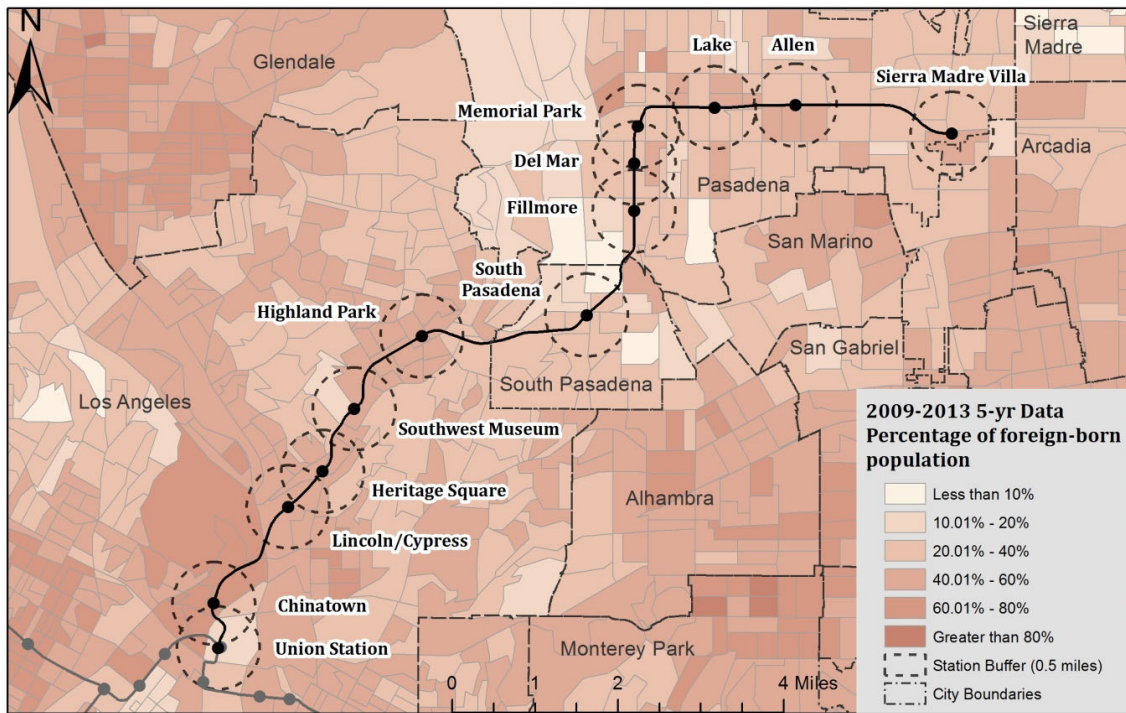 N
Sierra
Madre
Glendale
Lake
Allen
Sierra Madre Villa
Memorial Park
Arcadia
Del Mar
Pasadena
Fillmore
San Marino
South
Pasadena
Highland Park
San Gabriel
South Pasadena
Los Angeles
Southwest Museum
Heritage Square
Alhambra
Lincoln/Cypress
Chinatown
Union Station
Monterey Park
0 2 4 Miles
2009-2013 5-yr Data
Percentage of foreign-born
population
Less than 10%
10.01% - 20%
20.01% - 40%
40.01% - 60%
60.01% - 80%
Greater than 80%
Station Buffer (0.5 miles)
City Boundaries